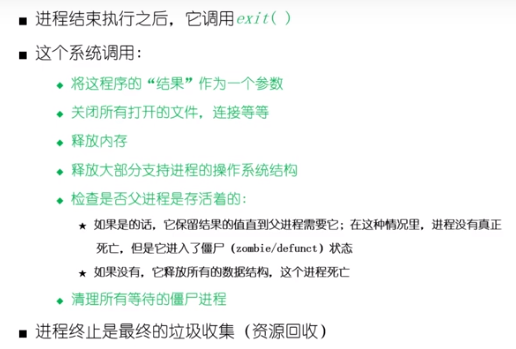 ■ 进程结束执行之后，它调用exit( )
■ 这个系统调用：
◆ 将这程序的“结果”作为一个参数
◆ 关闭所有打开的文件，连接等等
◆ 释放内存
◆ 释放大部分支持进程的操作系统结构
◆ 检查是否父进程是存活着的：
★ 如果是的话，它保留结果的值直到父进程需要它；在这种情况里，进程没有真正
死亡，但是它进入了僵尸（zombie/defunct）状态
★ 如果没有，它释放所有的数据结构，这个进程死亡
◆ 清理所有等待的僵尸进程
■ 进程终止是最终的垃圾收集（资源回收）